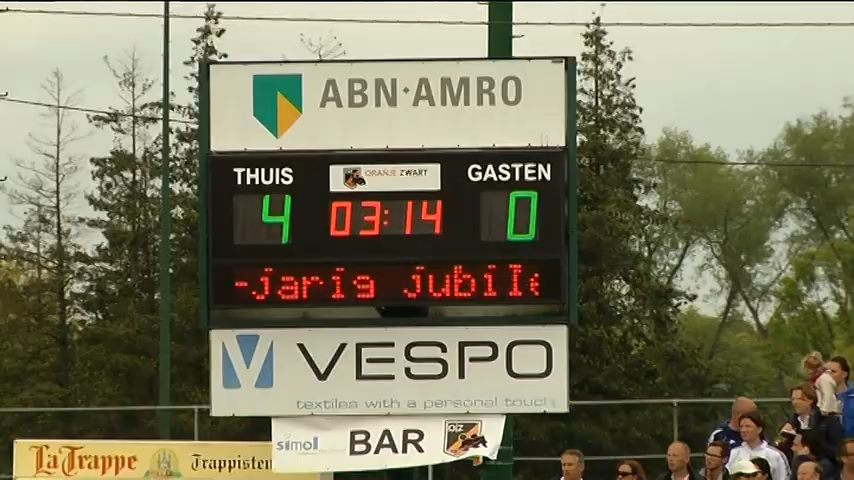 ABN·AMRO
THUIS ORANJE ZWART GASTEN
4 03:14 0
-jarig jubile
VESPO
textiles with a personal touch
simol BAR OZ
La Trappe Trappisten